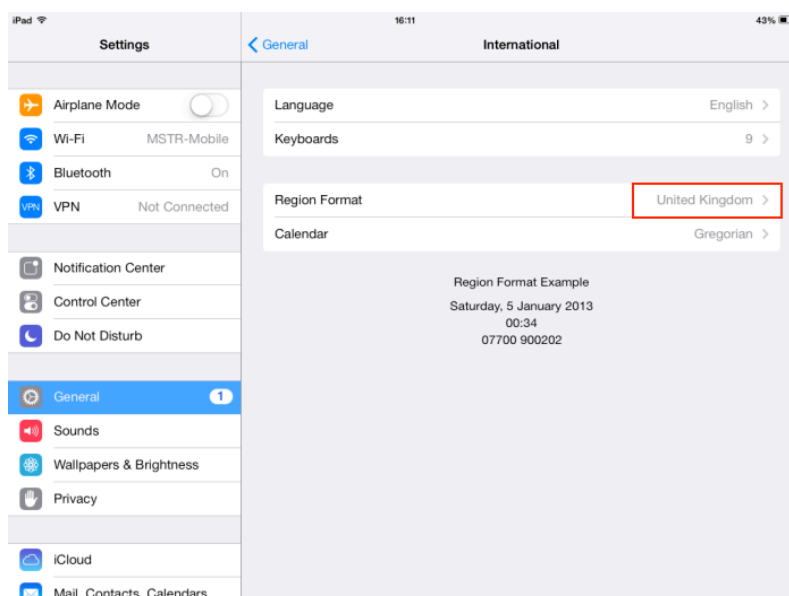 iPad 16:11 43%
Settings
General International
Airplane Mode
Wi-Fi MSTR-Mobile
Bluetooth On
VPN VPN Not Connected
Notification Center
Control Center
Do Not Disturb
General 1
Sounds
Wallpapers & Brightness
Privacy
iCloud
Mail, Contacts, Calendars
Language English
Keyboards 9
Region Format United Kingdom
Calendar Gregorian
Region Format Example
Saturday, 5 January 2013
00:34
07700 900202